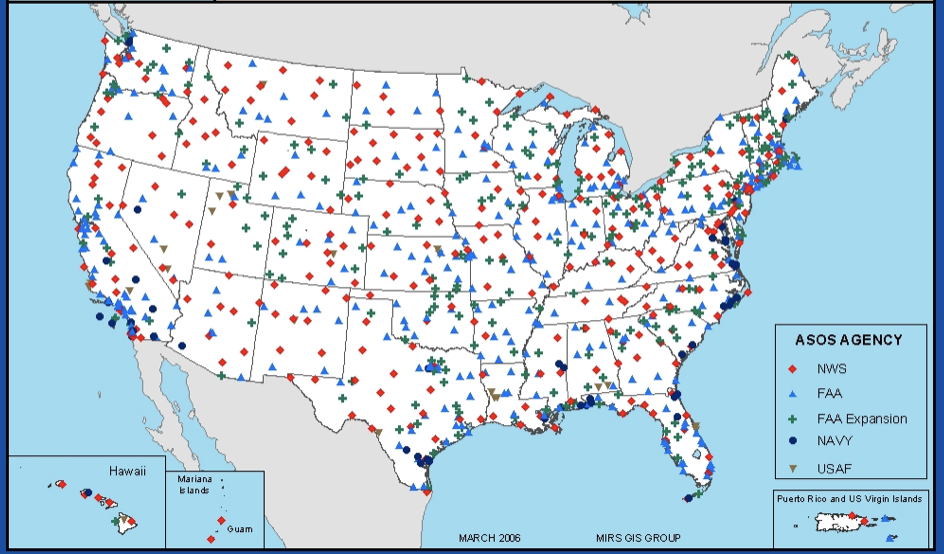 ASOS AGENCY
NWS
FAA
FAA Expansion
NAVY
USAF
Hawaii
Mariana
Islands
Guam
Puerto Rico and US Virgin Islands
MARCH 2006
MIRS GIS GROUP